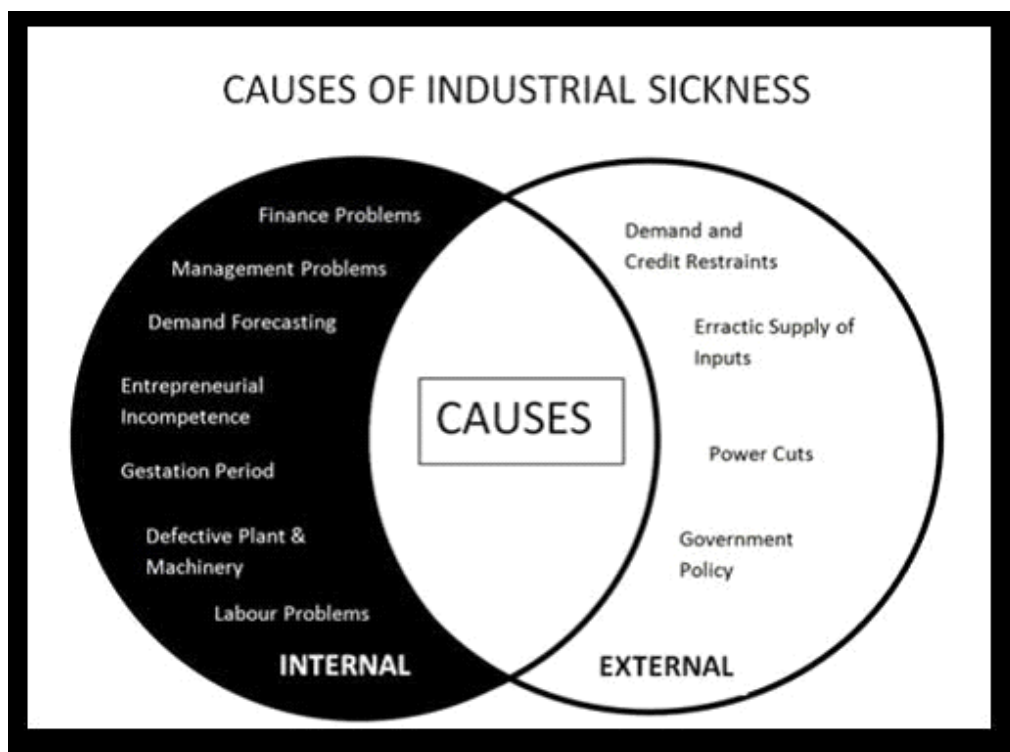 CAUSES OF INDUSTRIAL SICKNESS
Finance Problems
Management Problems
Demand Forecasting
Entrepreneurial
Incompetence
Gestation Period
Defective Plant &
Machinery
Labour Problems
INTERNAL
CAUSES
Demand and
Credit Restraints
Erractic Supply of
Inputs
Power Cuts
Government
Policy
EXTERNAL